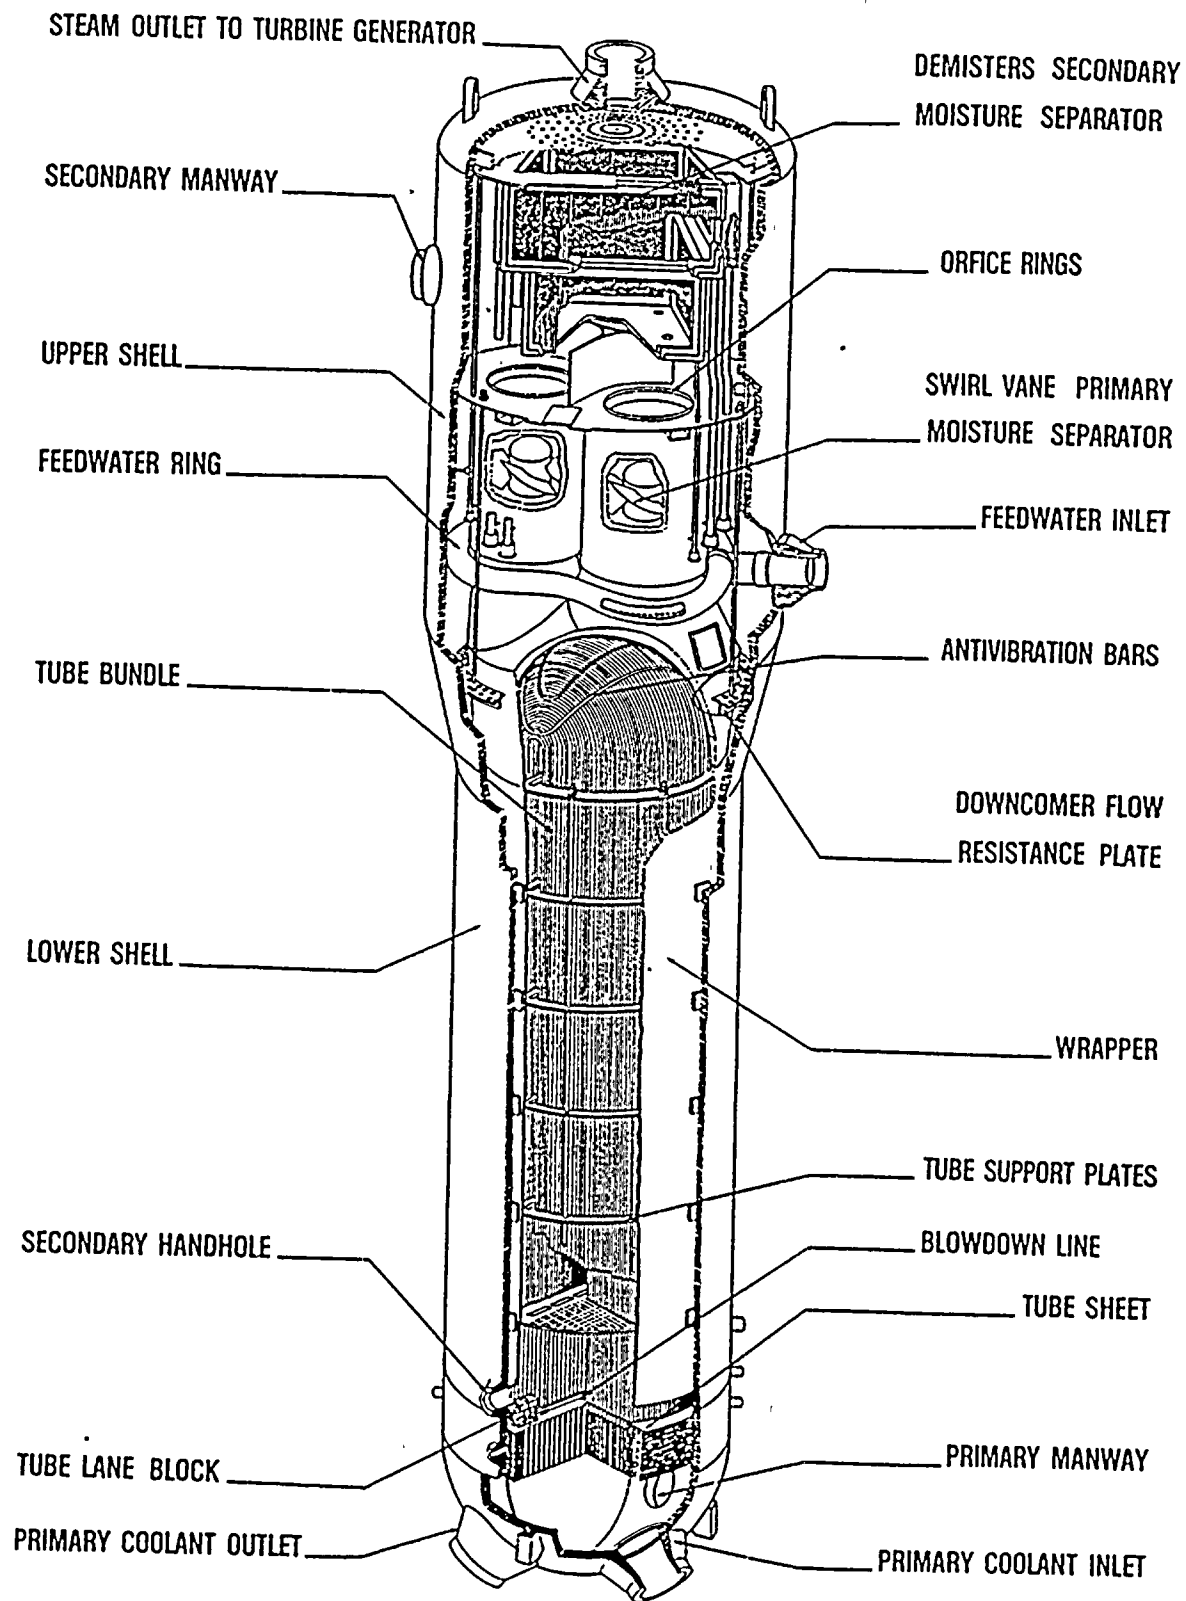 STEAM OUTLET TO TURBINE GENERATOR
DEMISTERS SECONDARY
MOISTURE SEPARATOR
SECONDARY MANWAY
ORFICE RINGS
UPPER SHELL
SWIRL VANE PRIMARY
MOISTURE SEPARATOR
FEEDWATER RING
FEEDWATER INLET
ANTIVIBRATION BARS
TUBE BUNDLE
DOWNCOMER FLOW
RESISTANCE PLATE
LOWER SHELL
WRAPPER
TUBE SUPPORT PLATES
SECONDARY HANDHOLE
BLOWDOWN LINE
TUBE SHEET
TUBE LANE BLOCK
PRIMARY MANWAY
PRIMARY COOLANT OUTLET
PRIMARY COOLANT INLET